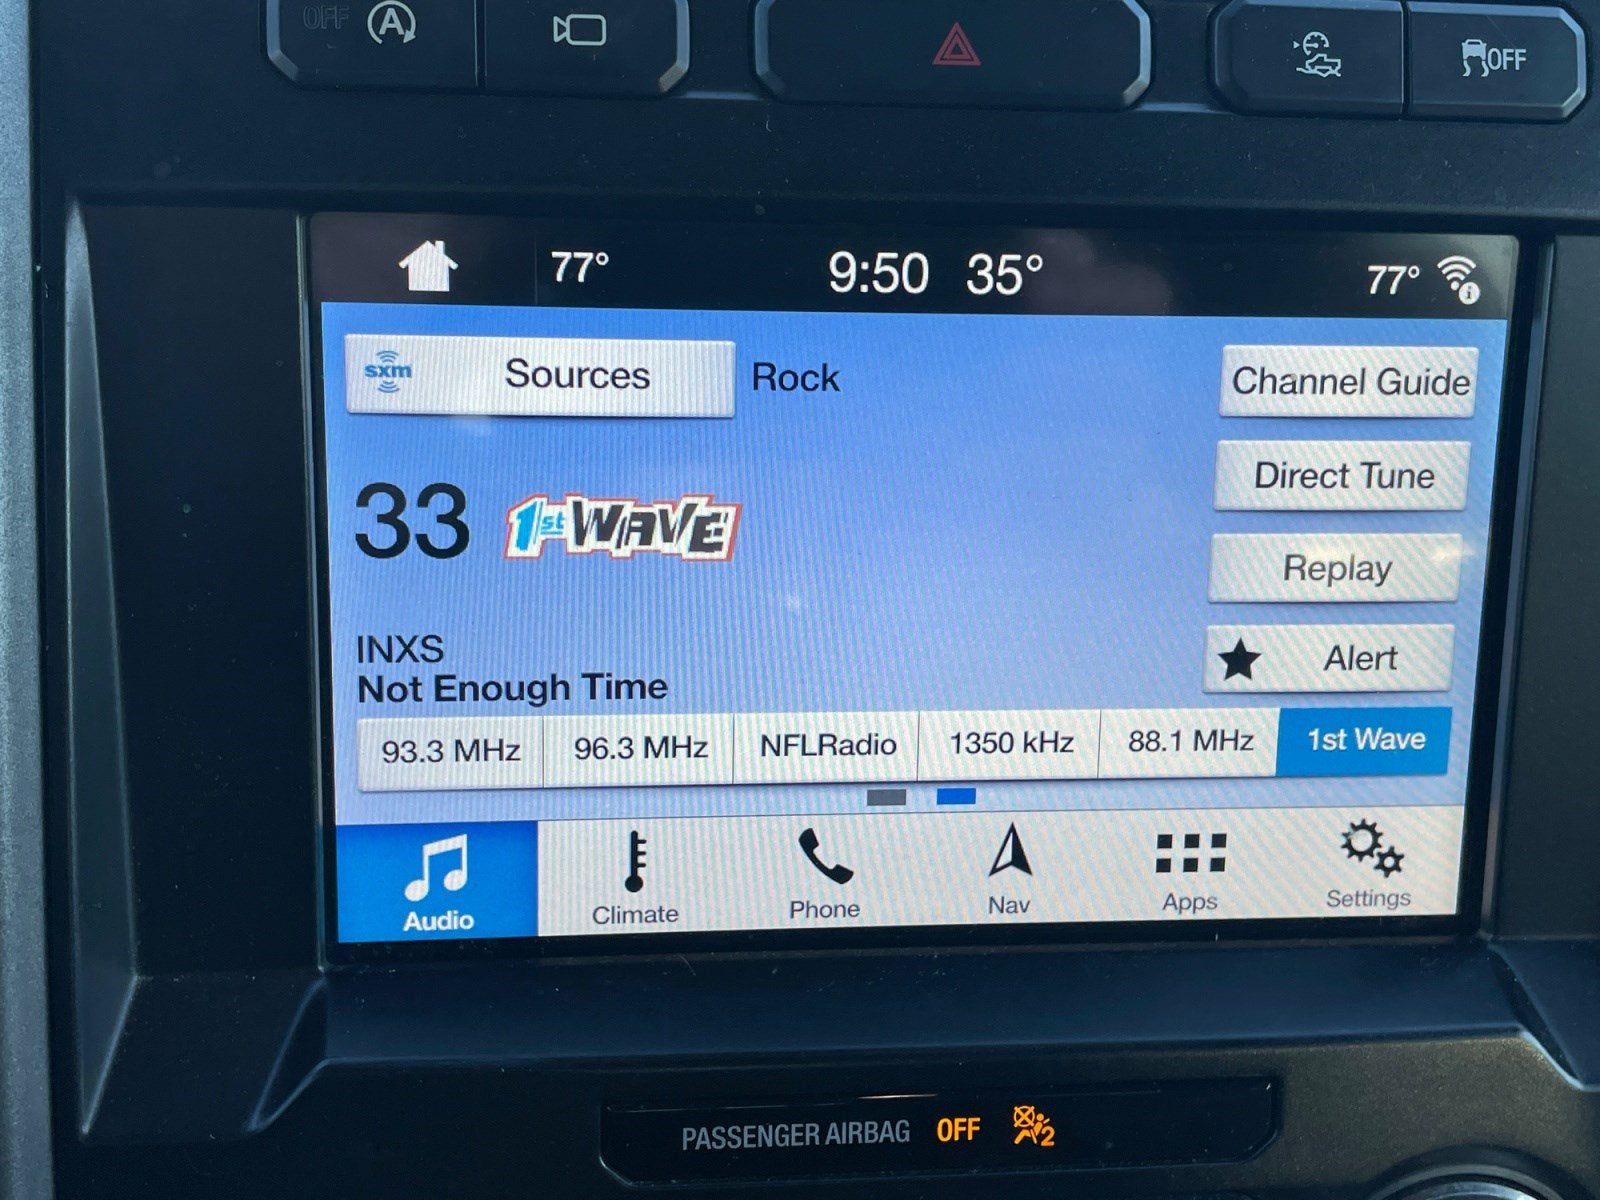 OFF A
OFF
77° 9:50 35° 77°
sxm Sources Rock Channel Guide
Direct Tune
33 1st WAVE
Replay
INXS Alert
Not Enough Time
93.3 MHz 96.3 MHz NFLRadio 1350 kHz 88.1 MHz 1st Wave
Audio Climate Phone Nav Apps Settings
PASSENGER AIRBAG OFF 2